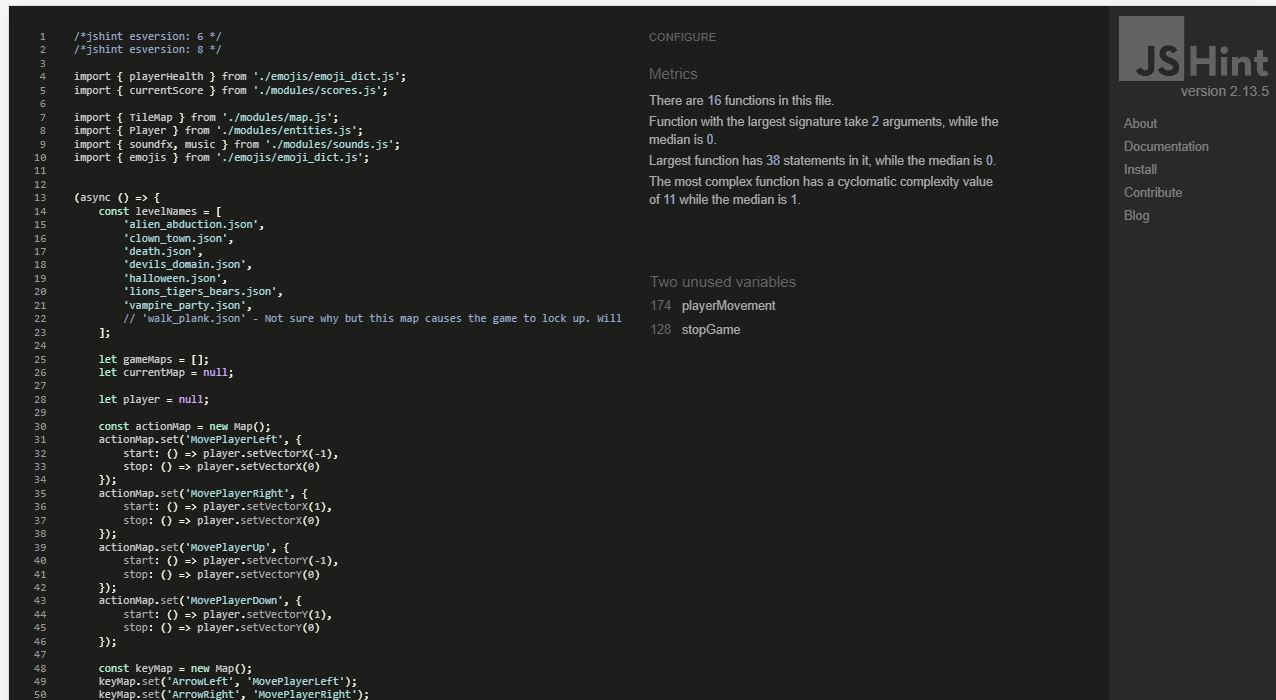 1 /*jshint esversion: 6 */
2 /*jshint esversion: 8 */
3
4 import { playerHealth } from './emojis/emoji_dict.js';
5 import { currentScore } from './modules/scores.js';
6
7 import { TileMap } from './modules/map.js';
8 import { Player } from './modules/entities.js';
9 import { soundfx, music } from './modules/sounds.js';
10 import { emojis } from './emojis/emoji_dict.js';
11
12
13 (async () => {
14 const levelNames = [
15 'alien_abduction.json',
16 'clown_town.json',
17 'death.json',
18 'devils_domain.json',
19 'halloween.json',
20 'lions_tigers_bears.json',
21 'vampire_party.json',
22 // 'walk_plank.json' - Not sure why but this map causes the game to lock up. Will
23 ];
24
25 let gameMaps = [];
26 let currentMap = null;
27
28 let player = null;
29
30 const actionMap = new Map();
31 actionMap.set('MovePlayerLeft', {
32 start: () => player.setVectorX(-1),
33 stop: () => player.setVectorX(0)
34 });
35 actionMap.set('MovePlayerRight', {
36 start: () => player.setVectorX(1),
37 stop: () => player.setVectorX(0)
38 });
39 actionMap.set('MovePlayerUp', {
40 start: () => player.setVectorY(-1),
41 stop: () => player.setVectorY(0)
42 });
43 actionMap.set('MovePlayerDown', {
44 start: () => player.setVectorY(1),
45 stop: () => player.setVectorY(0)
46 });
47
48 const keyMap = new Map();
49 keyMap.set('ArrowLeft', 'MovePlayerLeft');
50 keyMap.set('ArrowRight', 'MovePlayerRight');
CONFIGURE
Metrics
There are 16 functions in this file.
Function with the largest signature take 2 arguments, while the
median is 0.
Largest function has 38 statements in it, while the median is 0.
The most complex function has a cyclomatic complexity value
of 11 while the median is 1.
Two unused variables
174 playerMovement
128 stopGame
JSHint
version 2.13.5
About
Documentation
Install
Contribute
Blog